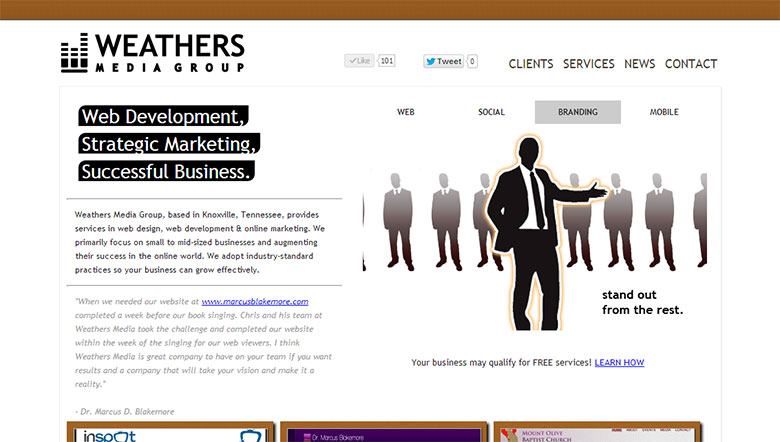 WEATHERS
MEDIA GROUP
Like 101
Tweet 0
CLIENTS SERVICES NEWS CONTACT
Web Development,
Strategic Marketing,
Successful Business.
WEB SOCIAL BRANDING MOBILE
Weathers Media Group, based in Knoxville, Tennessee, provides
services in web design, web development & online marketing. We
primarily focus on small to mid-sized businesses and augmenting
their success in the online world. We adopt industry-standard
practices so your business can grow effectively.
"When we needed our website at www.marcusblakemore.com
completed a week before our book singing. Chris and his team at
Weathers Media took the challenge and completed our website
within the week of the singing for our web viewers. I think
Weathers Media is great company to have on your team if you want
results and a company that will take your vision and make it a
reality."
- Dr. Marcus D. Blakemore
stand out
from the rest.
Your business may qualify for FREE services! LEARN HOW
inspot
Dr. Marcus Blakemore
MOUNT OLIVE
BAPTIST CHURCH
HOME ABOUT EVENTS MEDIA CONTACT